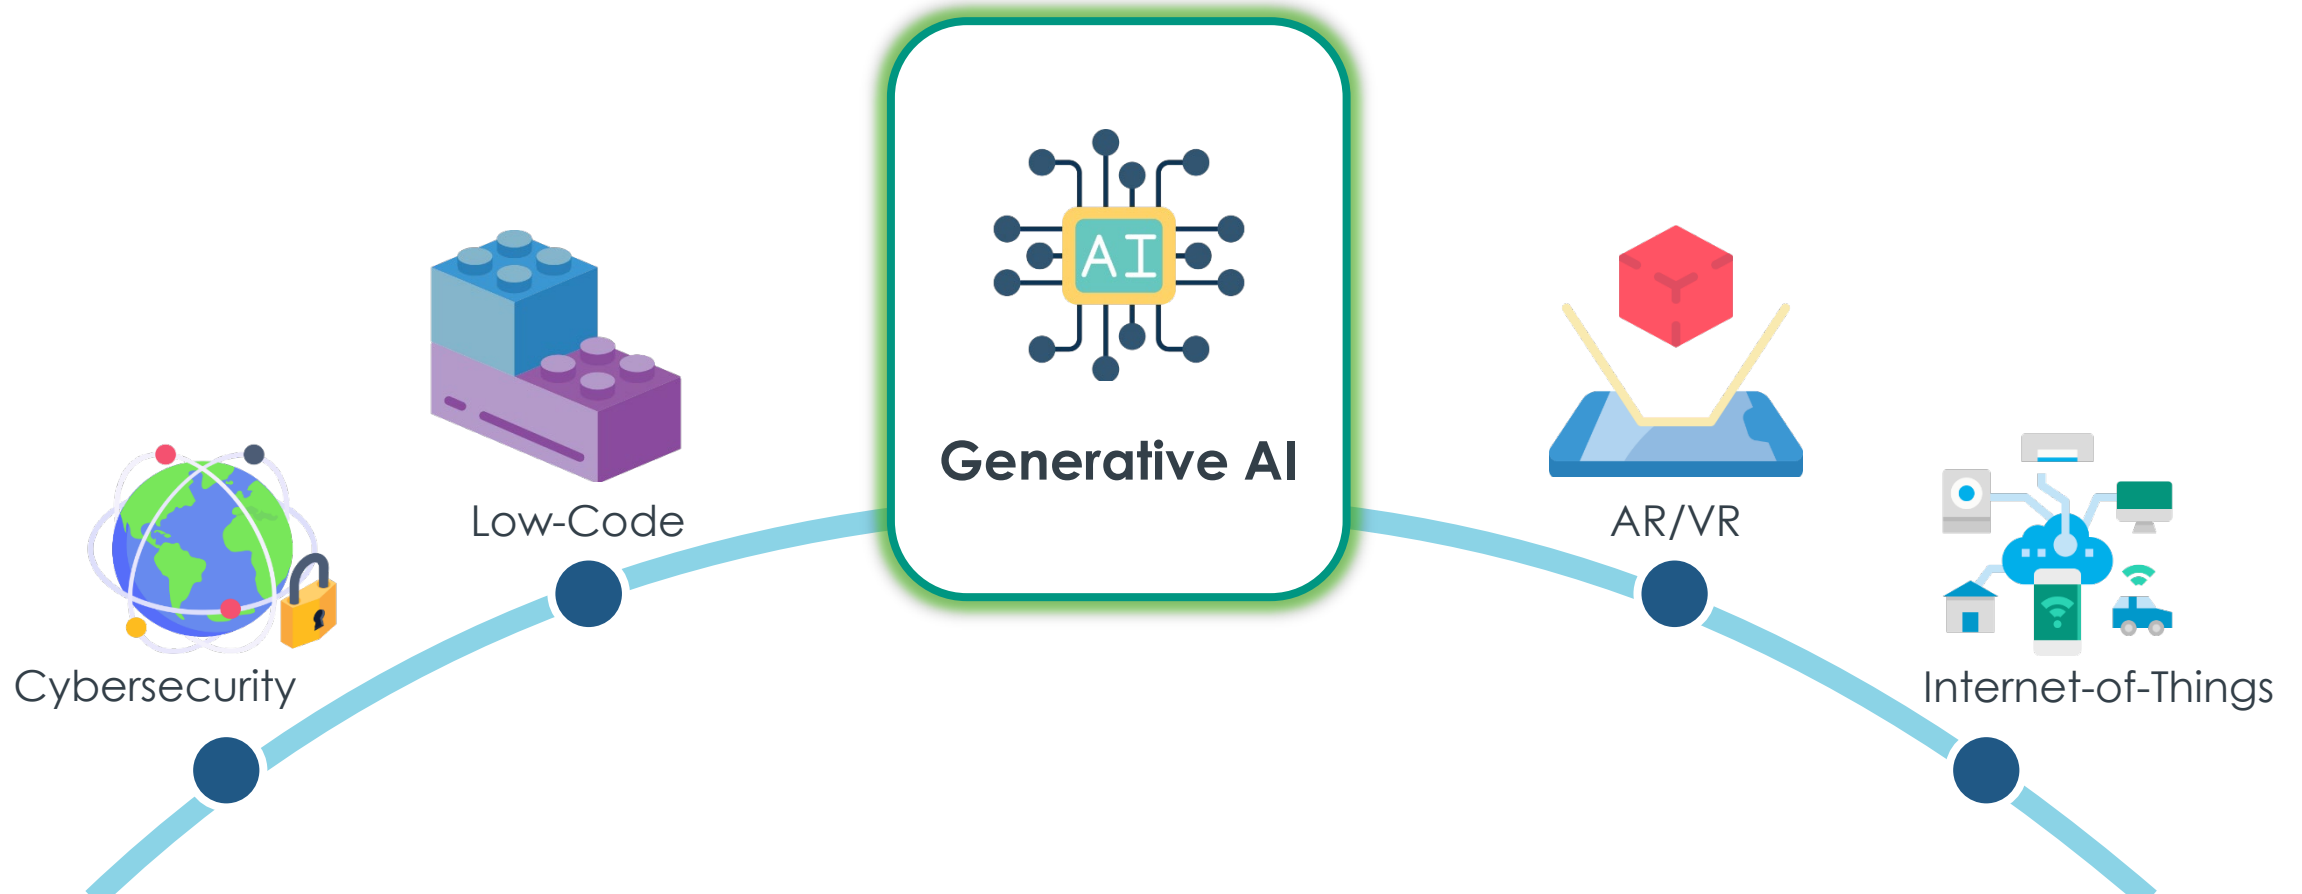 Cybersecurity
Low-Code
AI
Generative AI
AR/VR
Internet-of-Things